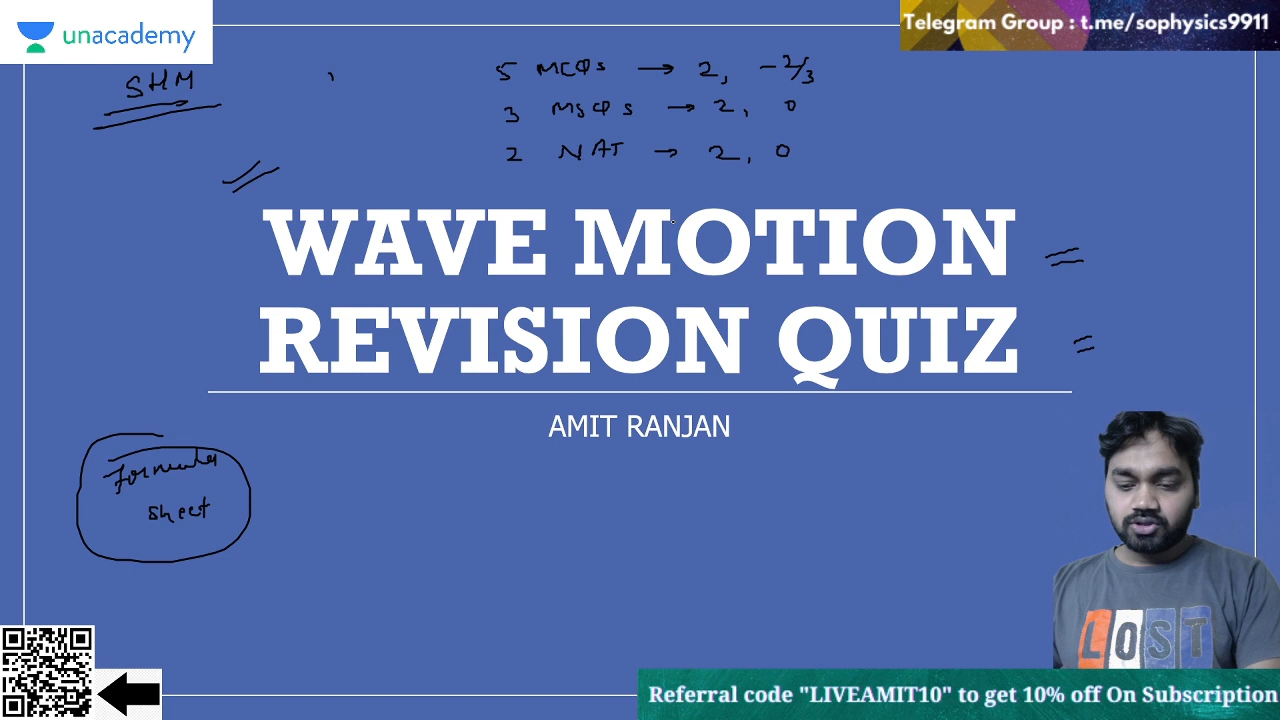 unacademy
Telegram Group : t.me/sophysics9911
SHM
5 MCQs → 2, -2/3
3 MSQs → 2, 0
2 NAT → 2, 0
WAVE MOTION
REVISION QUIZ
AMIT RANJAN
Formula
sheet
LOST
Referral code "LIVEAMIT10" to get 10% off On Subscription